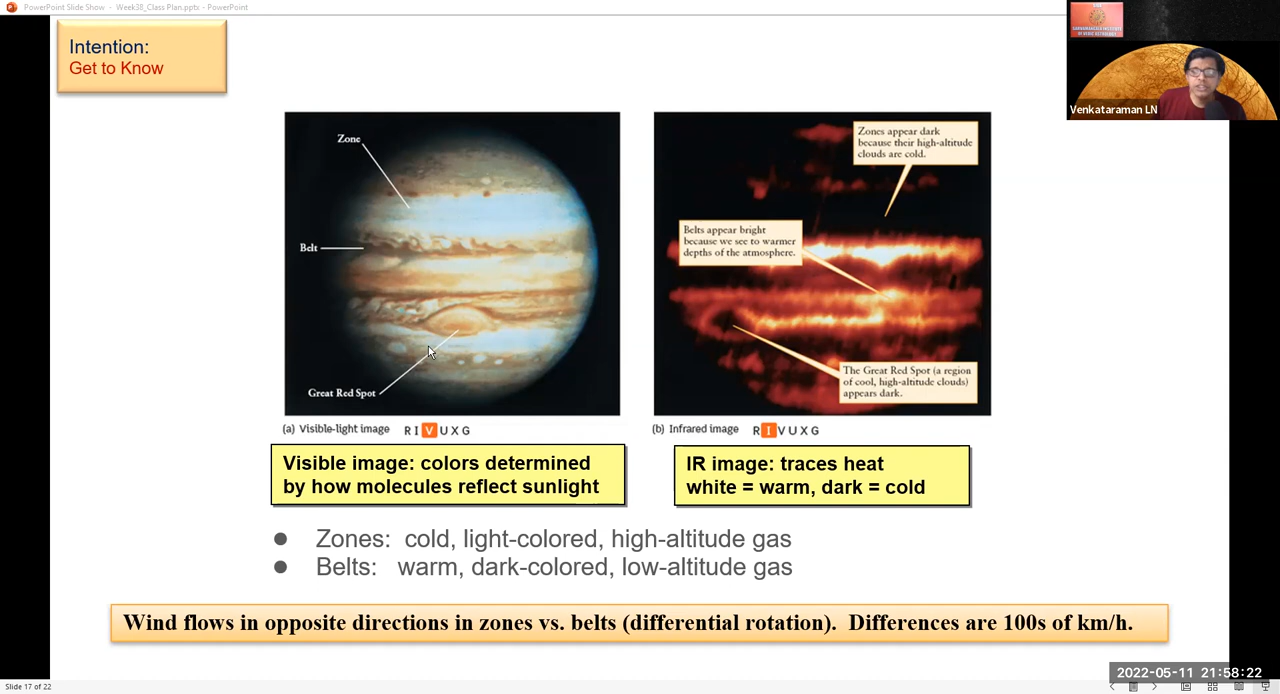 PowerPoint Slide Show - Week38_Class Plan.pptv - PowerPoint
Intention:
Get to Know
Venkataraman LN
Zone
Belt
Great Red Spot
(a) Visible-light image R I V U X G
Zones appear dark
because their high-altitude
clouds are cold.
Belts appear bright
because we see to warmer
depths of the atmosphere.
The Great Red Spot (a region
of cool, high-altitude clouds)
appears dark.
(b) Infrared image R I V U X G
Visible image: colors determined
by how molecules reflect sunlight
IR image: traces heat
white = warm, dark = cold
● Zones: cold, light-colored, high-altitude gas
● Belts: warm, dark-colored, low-altitude gas
Wind flows in opposite directions in zones vs. belts (differential rotation). Differences are 100s of km/h.
2022-05-11 21:58:22
Slide 17 of 22